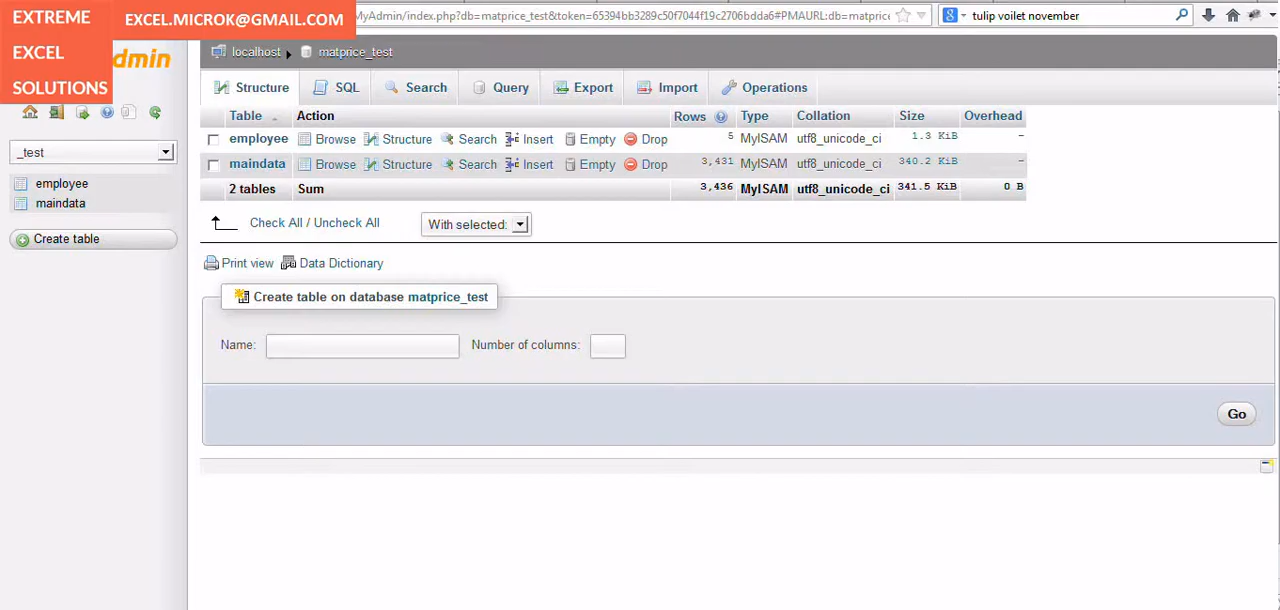 EXTREME
EXCEL
SOLUTIONS
EXCEL.MICROK@GMAIL.COM
MyAdmin/index.php?db=matprice_test&token=65394bb3289c50f7044f19c2706bdda6#PMAURL:db=matprice
tulip voilet november
admin
localhost matprice_test
Structure SQL Search Query Export Import Operations
_test
employee
maindata
Create table
Table Action Rows Type Collation Size Overhead
employee Browse Structure Search Insert Empty Drop 5 MyISAM utf8_unicode_ci 1.3 KiB -
maindata Browse Structure Search Insert Empty Drop 3,431 MyISAM utf8_unicode_ci 340.2 KiB -
2 tables Sum 3,436 MyISAM utf8_unicode_ci 341.5 KiB 0 B
Check All / Uncheck All With selected:
Print view Data Dictionary
Create table on database matprice_test
Name: Number of columns:
Go